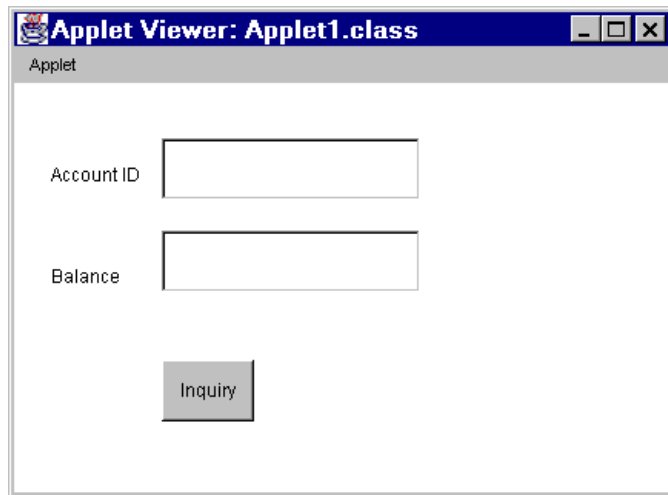 Applet Viewer: Applet1.class
Applet
Account ID
Balance
Inquiry